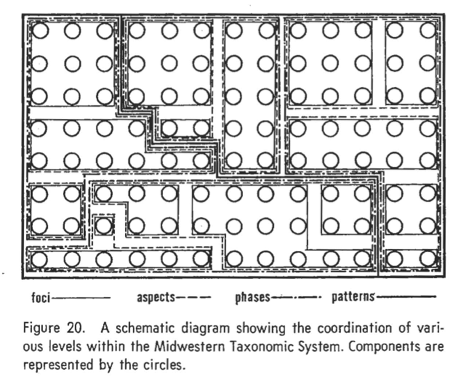 foci aspects phases patterns
Figure 20. A schematic diagram showing the coordination of vari-
ous levels within the Midwestern Taxonomic System. Components are
represented by the circles.